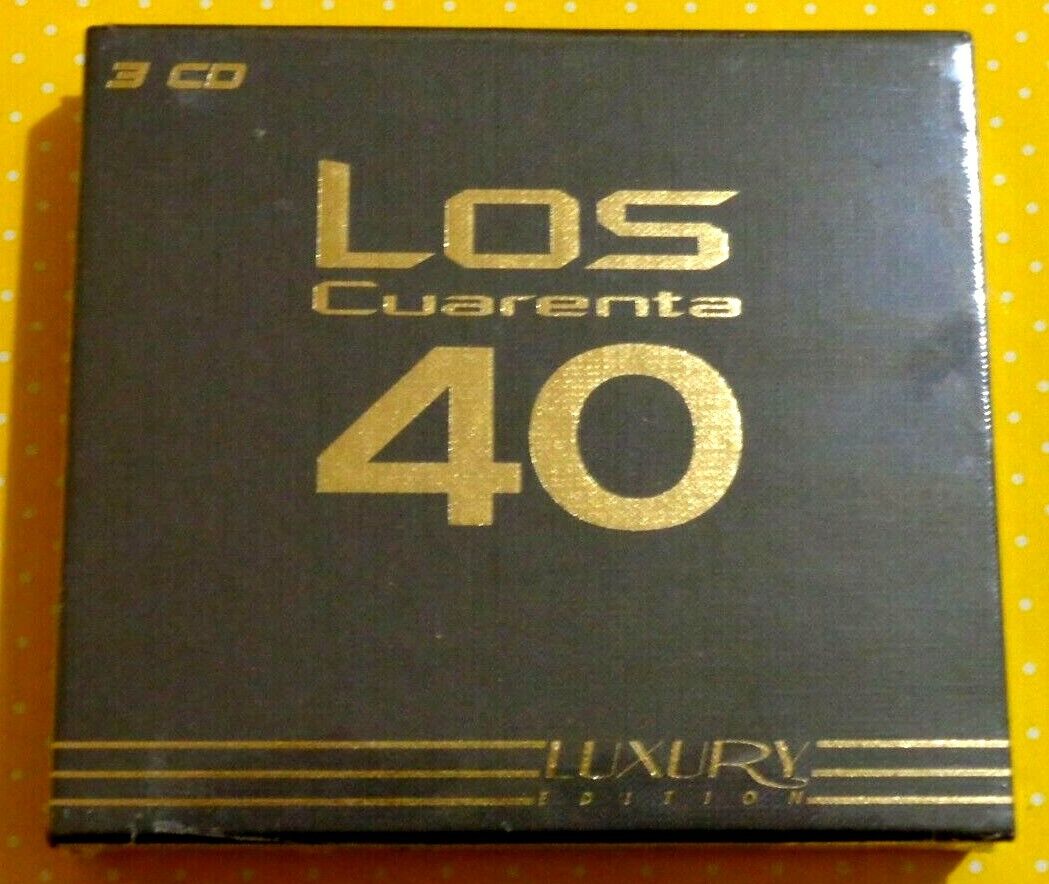 3 CD
Los
Cuarenta
40
LUXURY
EDITION